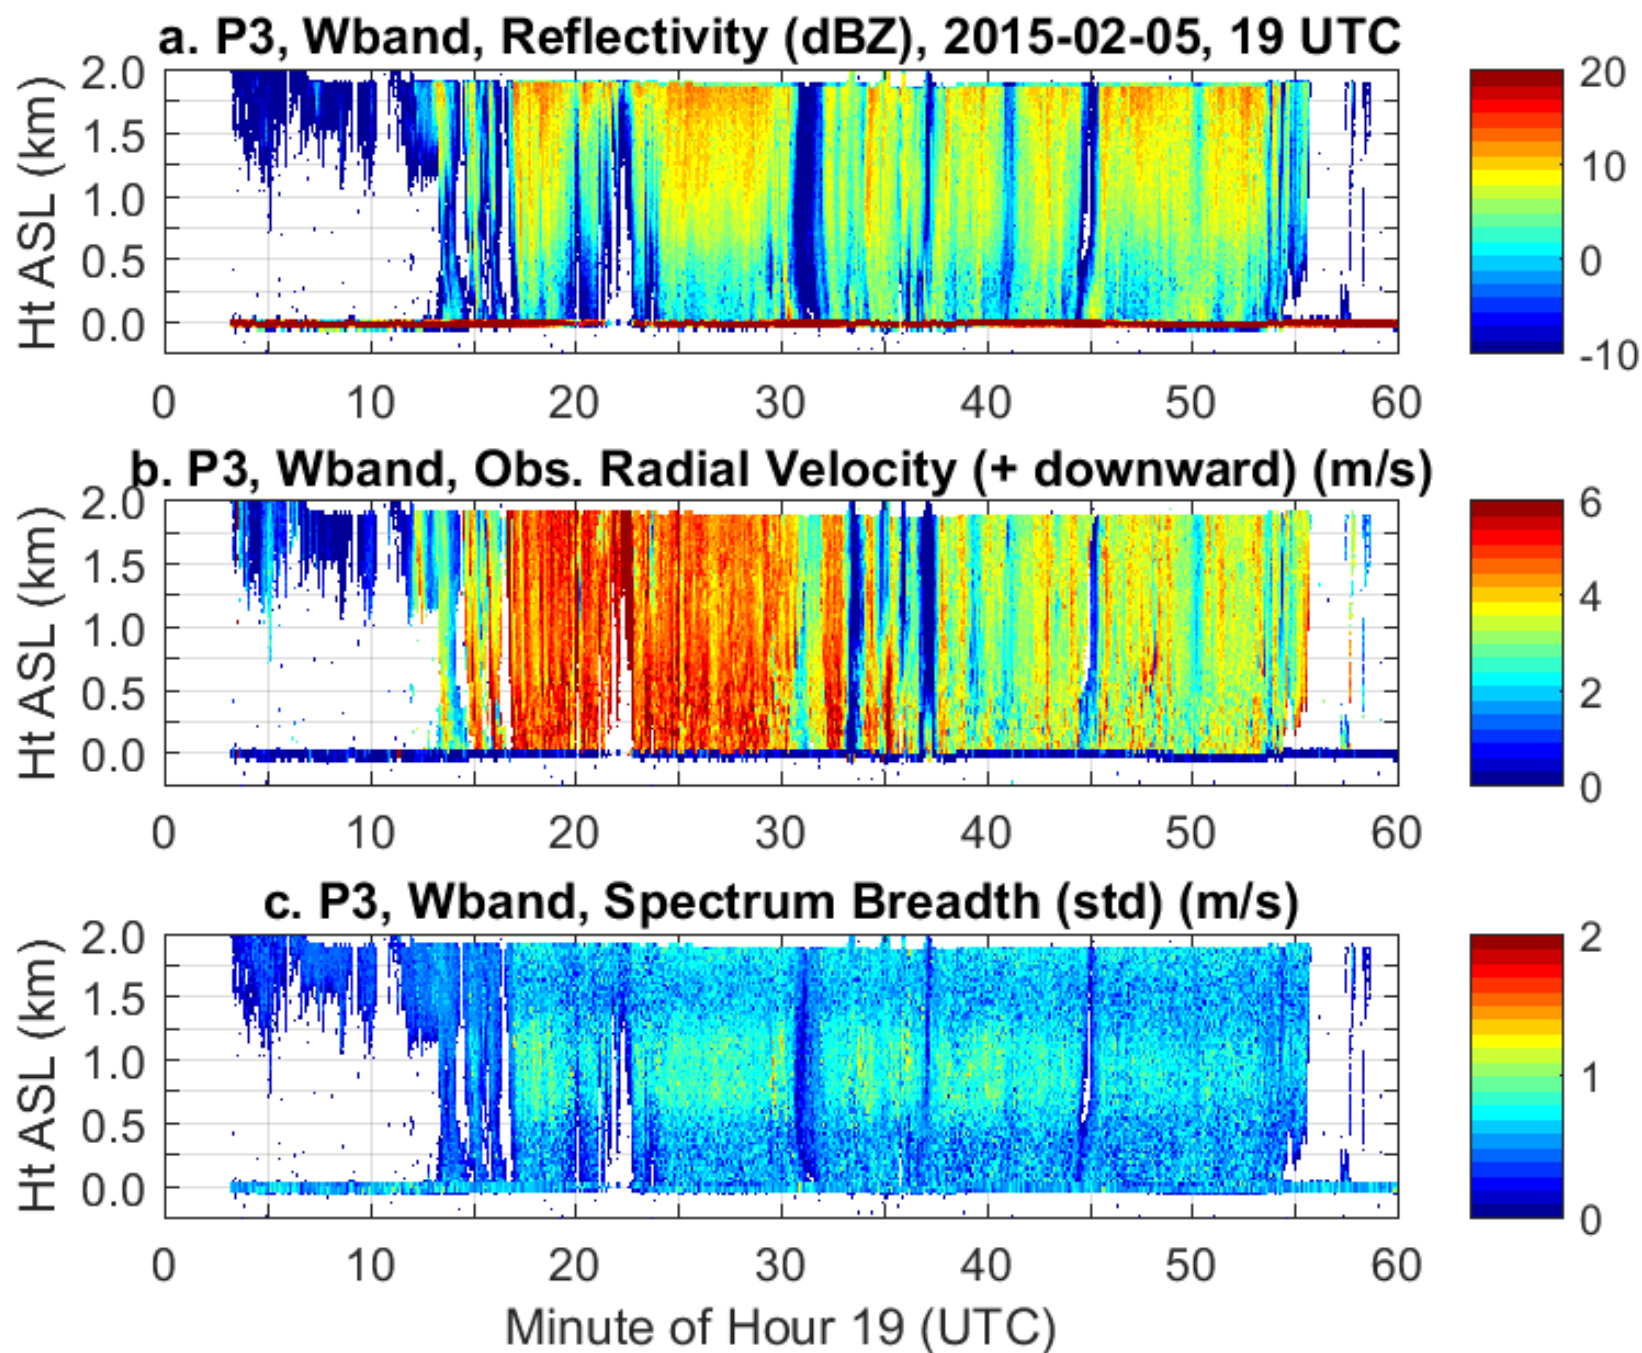 a. P3, Wband, Reflectivity (dBZ), 2015-02-05, 19 UTC
Ht ASL (km)
2.0
1.5
1.0
0.5
0.0
0 10 20 30 40 50 60
20
10
0
-10
b. P3, Wband, Obs. Radial Velocity (+ downward) (m/s)
Ht ASL (km)
2.0
1.5
1.0
0.5
0.0
0 10 20 30 40 50 60
6
4
2
0
c. P3, Wband, Spectrum Breadth (std) (m/s)
Ht ASL (km)
2.0
1.5
1.0
0.5
0.0
0 10 20 30 40 50 60
2
1
0
Minute of Hour 19 (UTC)